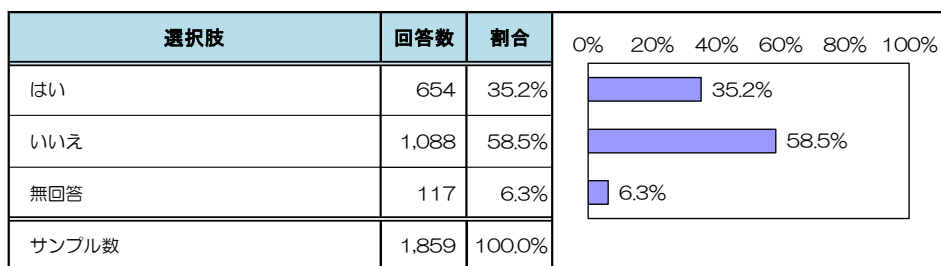 選択肢 回答数 割合
0% 20% 40% 60% 80% 100%
はい 654 35.2% 35.2%
いいえ 1,088 58.5% 58.5%
無回答 117 6.3% 6.3%
サンプル数 1,859 100.0%